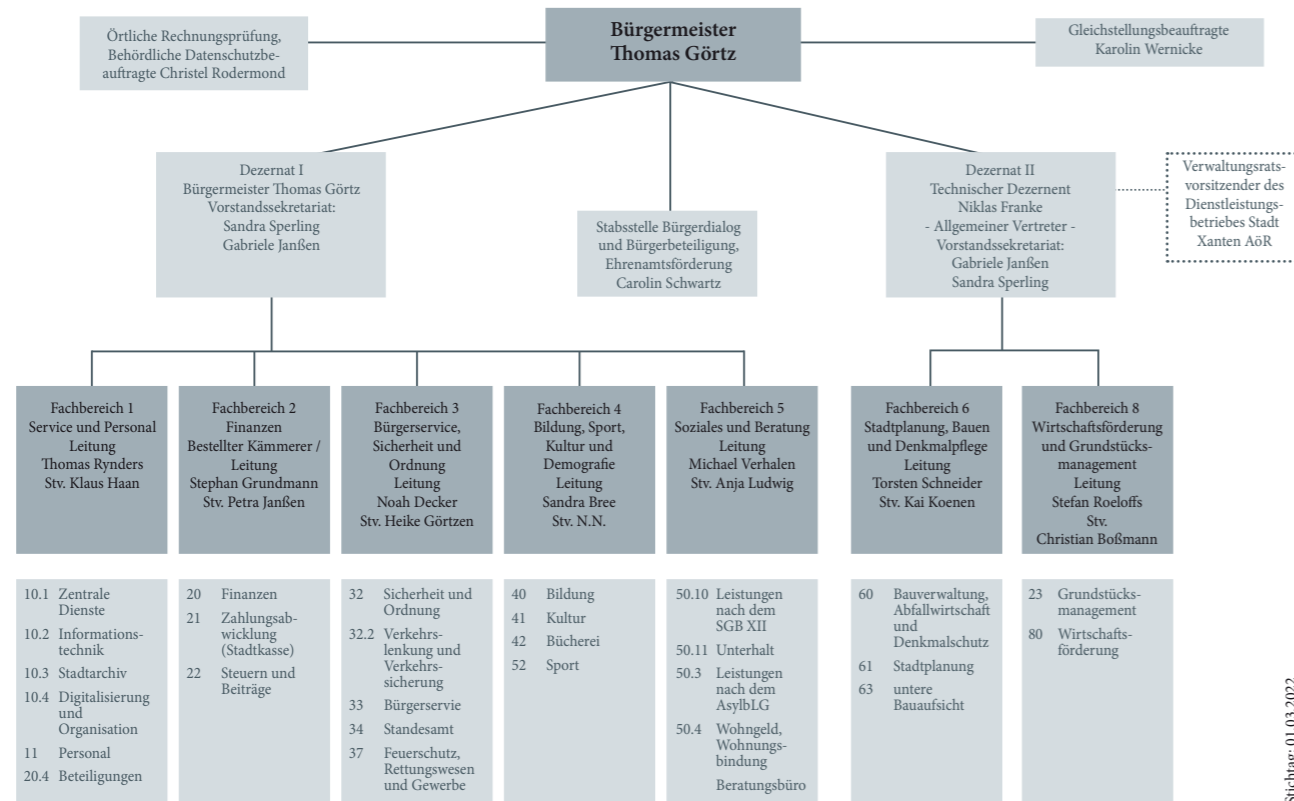 Örtliche Rechnungsprüfung,
Behördliche Datenschutzbe-
auftragte Christel Rodermond
Bürgermeister
Thomas Görtz
Gleichstellungsbeauftragte
Karolin Wernicke
Dezernat I
Bürgermeister Thomas Görtz
Vorstandssekretariat:
Sandra Sperling
Gabriele Janßen
Stabsstelle Bürgerdialog
und Bürgerbeteiligung,
Ehrenamtsförderung
Carolin Schwartz
Dezernat II
Technischer Dezernent
Niklas Franke
- Allgemeiner Vertreter -
Vorstandssekretariat:
Gabriele Janßen
Sandra Sperling
Verwaltungsrats-
vorsitzender des
Dienstleistungs-
betriebes Stadt
Xanten AöR
Fachbereich 1
Service und Personal
Leitung
Thomas Rynders
Stv. Klaus Haan
Fachbereich 2
Finanzen
Bestellter Kämmerer /
Leitung
Stephan Grundmann
Stv. Petra Janßen
Fachbereich 3
Bürgerservice,
Sicherheit und
Ordnung
Leitung
Noah Decker
Stv. Heike Görtzen
Fachbereich 4
Bildung, Sport,
Kultur und
Demografie
Leitung
Sandra Bree
Stv. N.N.
Fachbereich 5
Soziales und Beratung
Leitung
Michael Verhalen
Stv. Anja Ludwig
Fachbereich 6
Stadtplanung, Bauen
und Denkmalpflege
Leitung
Torsten Schneider
Stv. Kai Koenen
Fachbereich 8
Wirtschaftsförderung
und Grundstücks-
management
Leitung
Stefan Roeloffs
Stv.
Christian Boßmann
10.1 Zentrale
Dienste
10.2 Informations-
technik
10.3 Stadtarchiv
10.4 Digitalisierung
und
Organisation
11 Personal
20.4 Beteiligungen
20 Finanzen
21 Zahlungsab-
wicklung
(Stadtkasse)
22 Steuern und
Beiträge
32 Sicherheit und
Ordnung
32.2 Verkehrs-
lenkung und
Verkehrs-
sicherung
33 Bürgerservie
34 Standesamt
37 Feuerschutz,
Rettungswesen
und Gewerbe
40 Bildung
41 Kultur
42 Bücherei
52 Sport
50.10 Leistungen
nach dem
SGB XII
50.11 Unterhalt
50.3 Leistungen
nach dem
AsylbLG
50.4 Wohngeld,
Wohnungs-
bindung
Beratungsbüro
60 Bauverwaltung,
Abfallwirtschaft
und
Denkmalschutz
61 Stadtplanung
63 untere
Bauaufsicht
23 Grundstücks-
management
80 Wirtschafts-
förderung
Stichtag: 01.03.2022